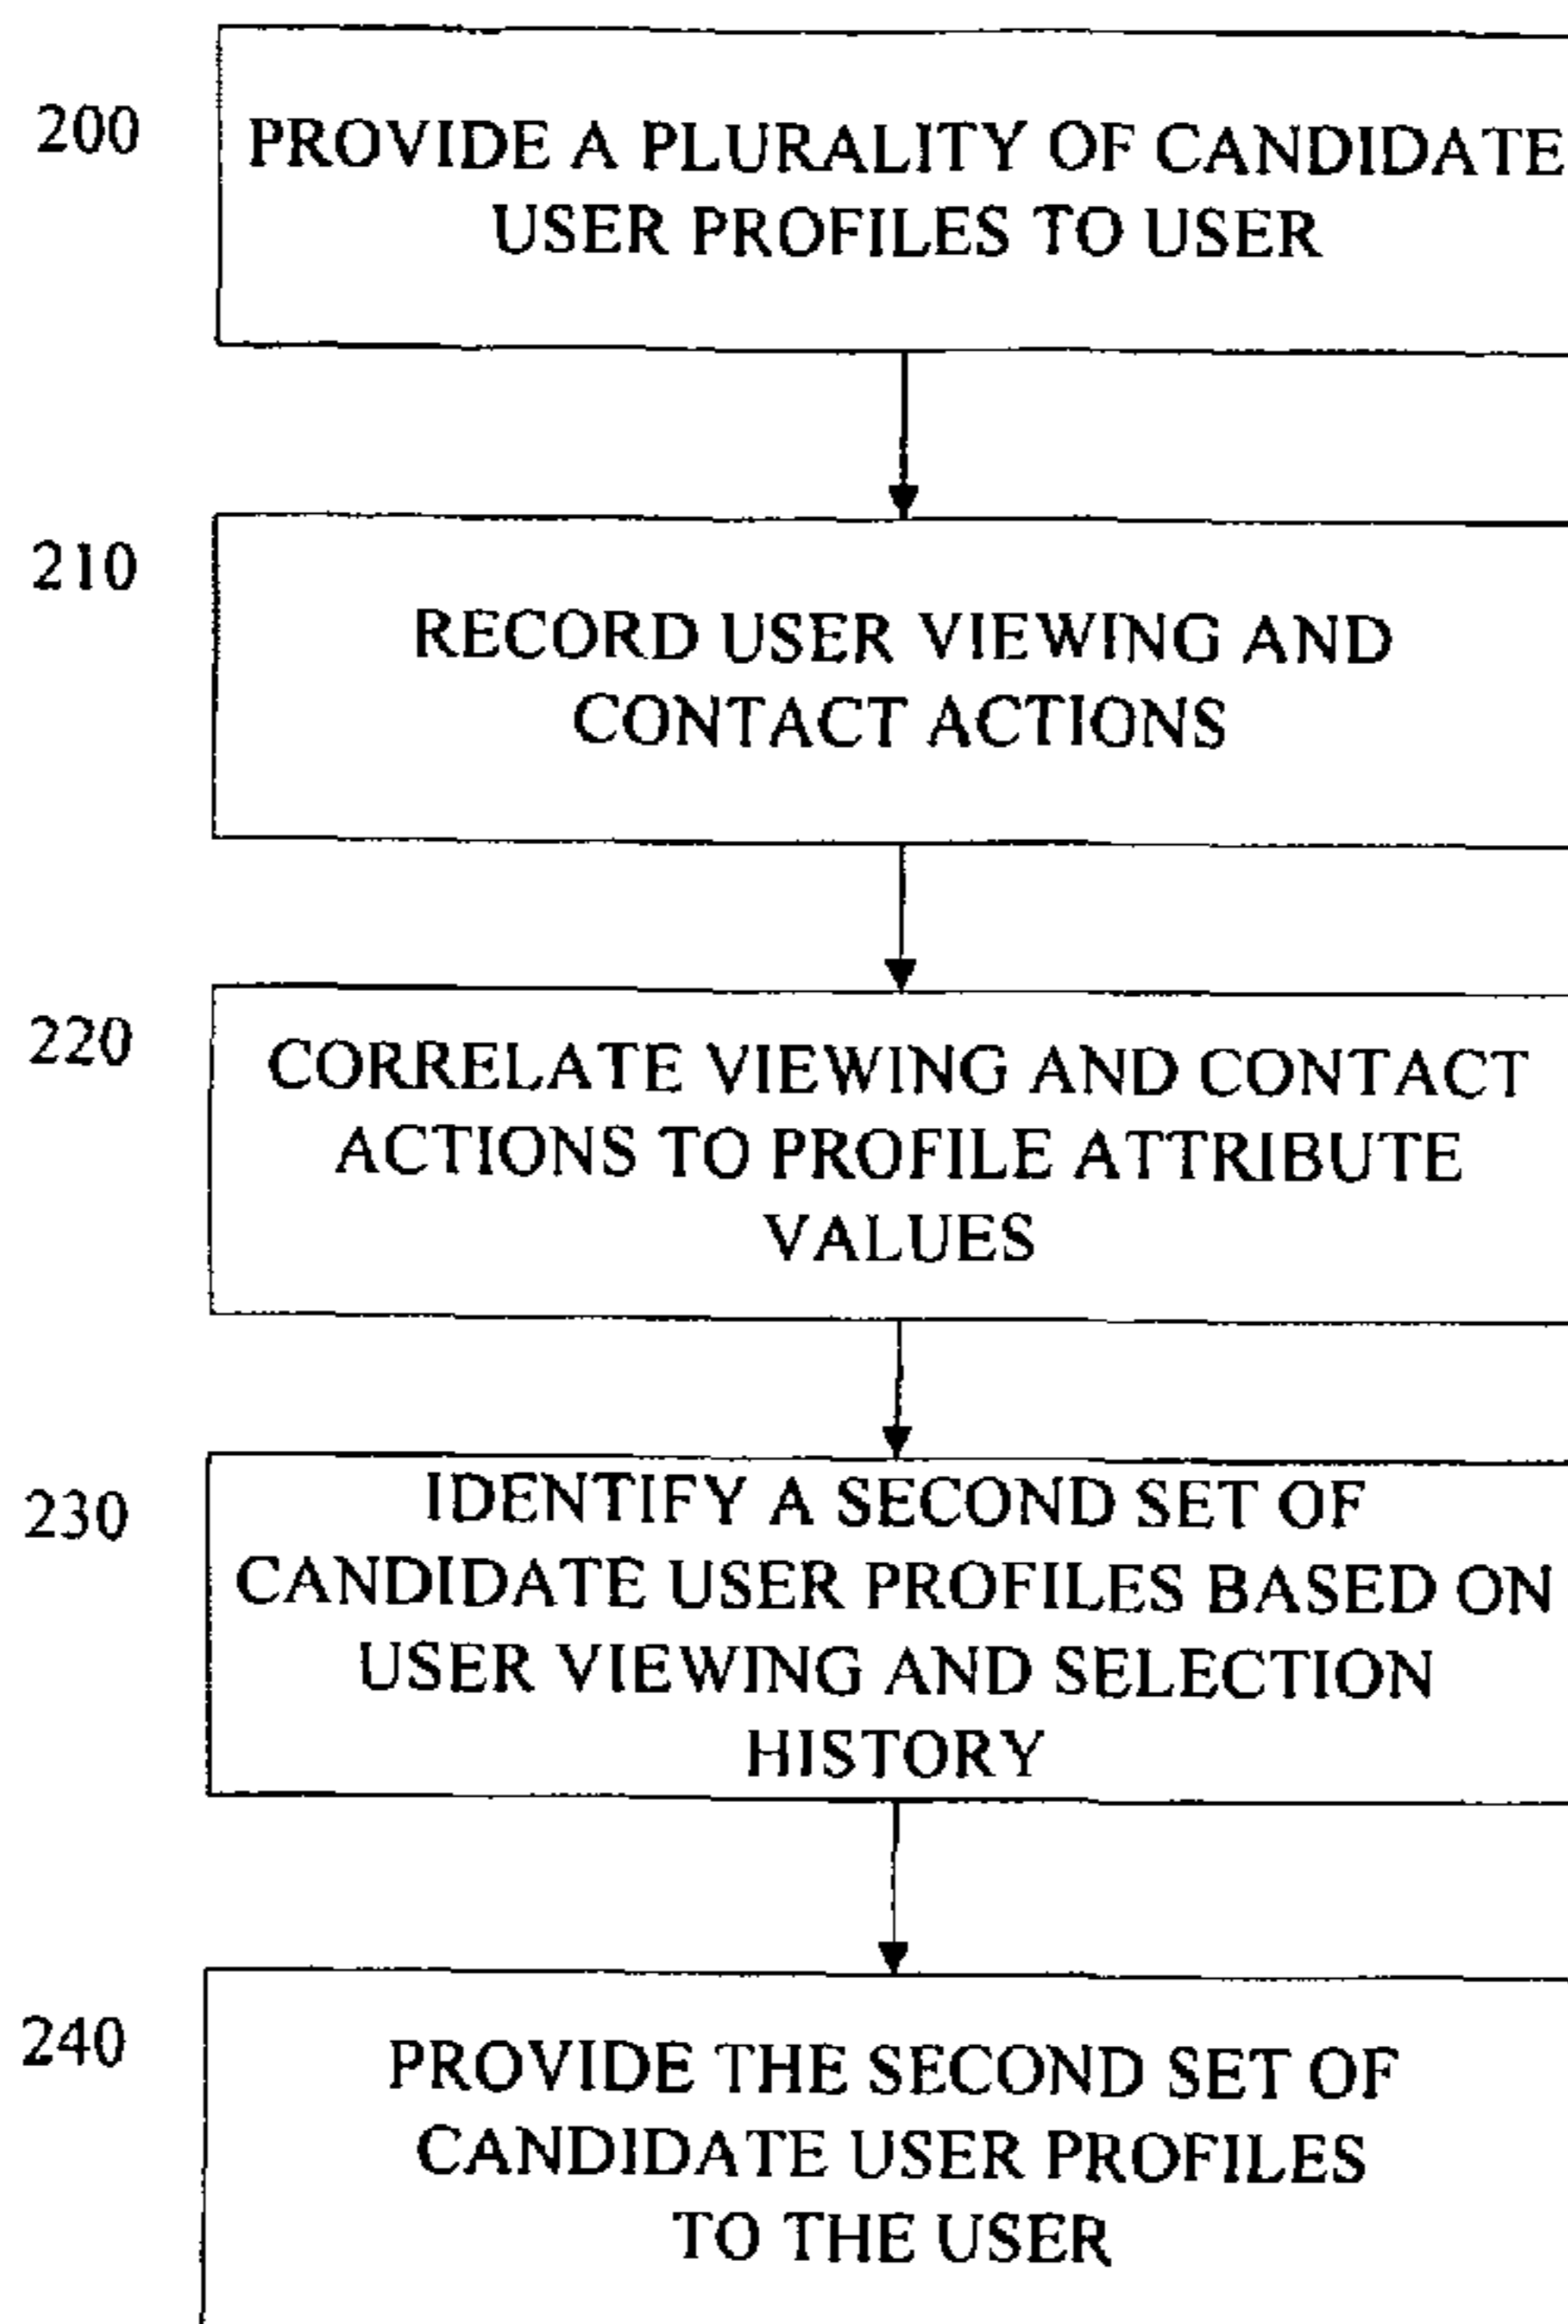 200
PROVIDE A PLURALITY OF CANDIDATE
USER PROFILES TO USER
210
RECORD USER VIEWING AND
CONTACT ACTIONS
220
CORRELATE VIEWING AND CONTACT
ACTIONS TO PROFILE ATTRIBUTE
VALUES
230
IDENTIFY A SECOND SET OF
CANDIDATE USER PROFILES BASED ON
USER VIEWING AND SELECTION
HISTORY
240
PROVIDE THE SECOND SET OF
CANDIDATE USER PROFILES
TO THE USER